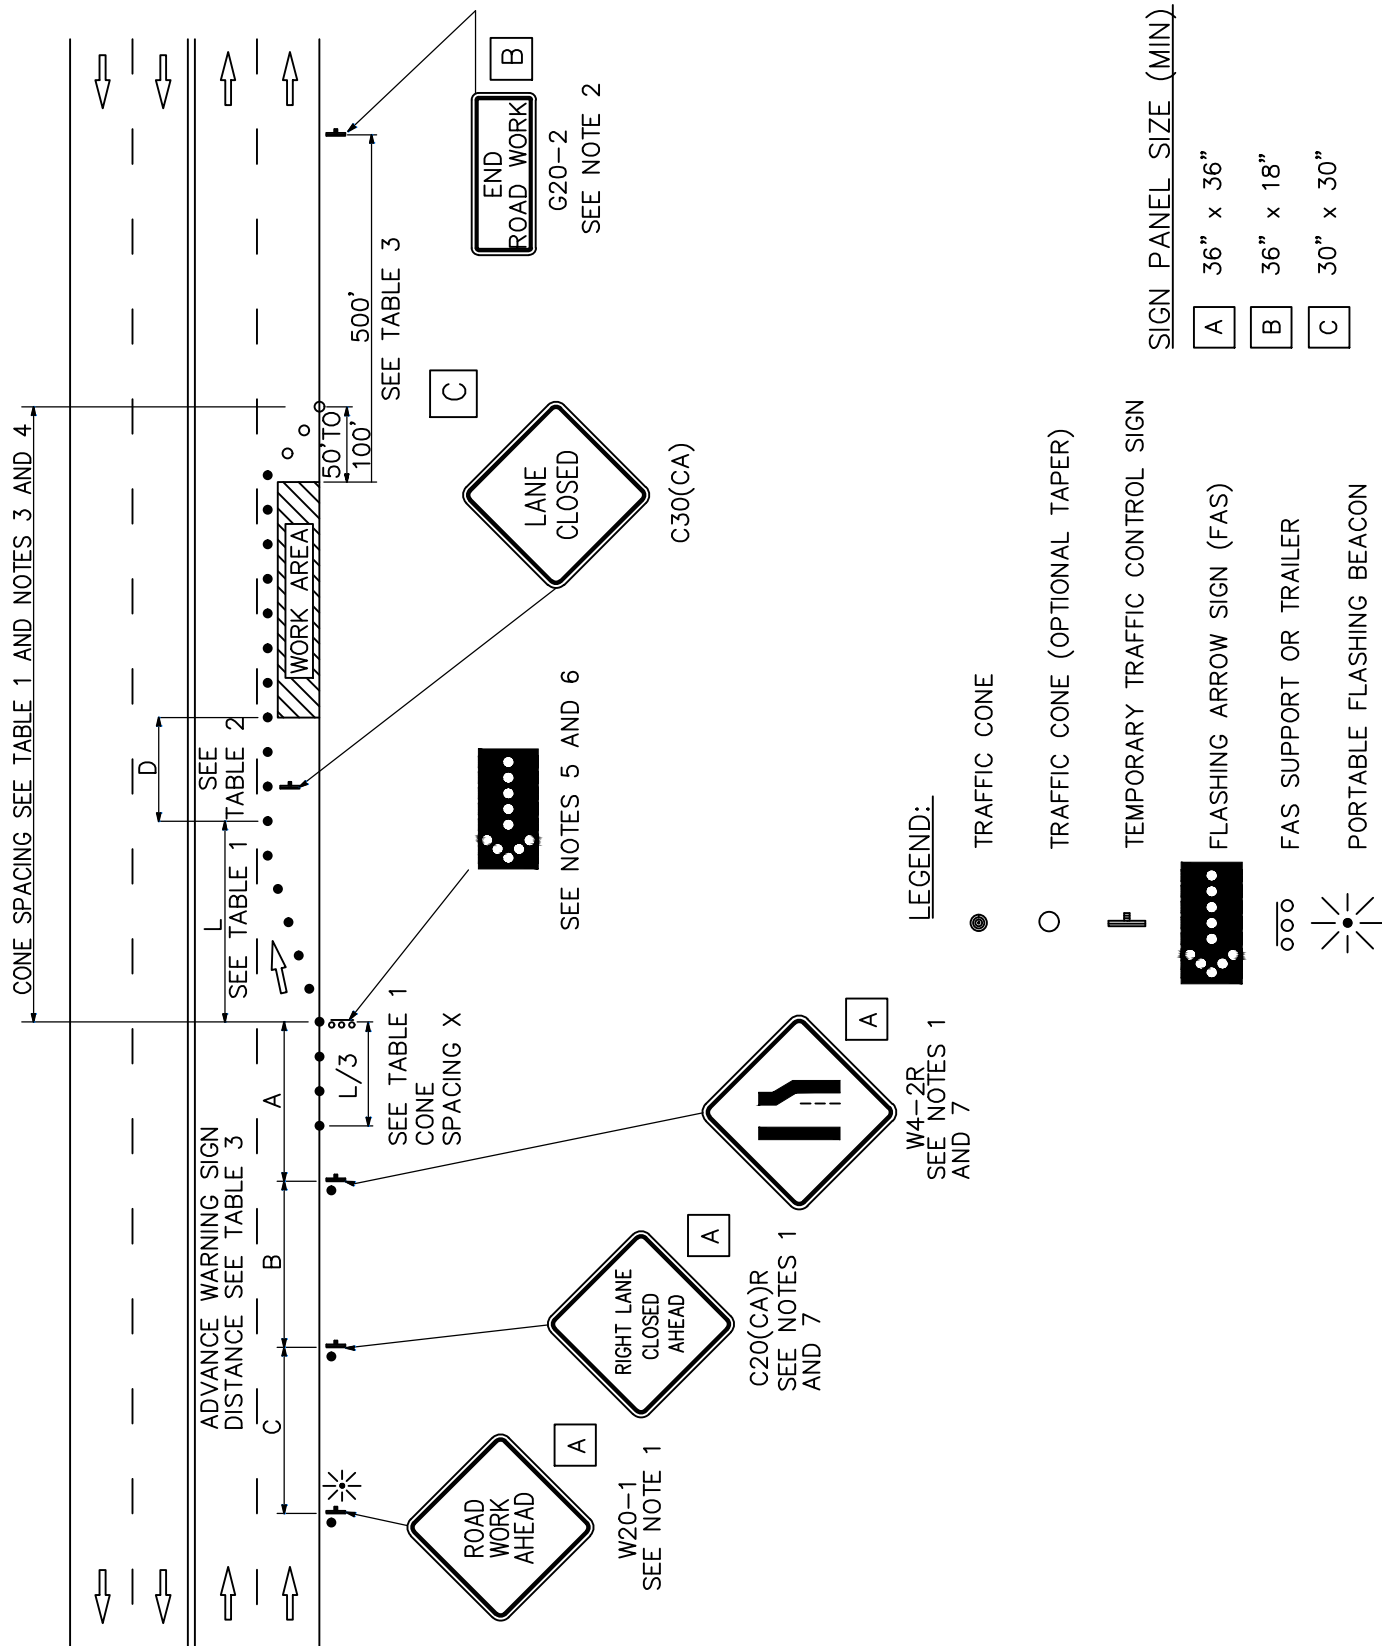 CONE SPACING SEE TABLE 1 AND NOTES 3 AND 4
D
SEE
TABLE 2
L
SEE TABLE 1
WORK AREA
50'TO
100'
500'
SEE TABLE 3
ADVANCE WARNING SIGN
DISTANCE SEE TABLE 3
C
B
A
L/3
SEE TABLE 1
CONE
SPACING X
ROAD
WORK
AHEAD
A
W20-1
SEE NOTE 1
RIGHT LANE
CLOSED
AHEAD
A
C20(CA)R
SEE NOTES 1
AND 7
A
W4-2R
SEE NOTES 1
AND 7
SEE NOTES 5 AND 6
LANE
CLOSED
C
C30(CA)
END
ROAD WORK
B
G20-2
SEE NOTE 2
LEGEND:
TRAFFIC CONE
TRAFFIC CONE (OPTIONAL TAPER)
TEMPORARY TRAFFIC CONTROL SIGN
FLASHING ARROW SIGN (FAS)
FAS SUPPORT OR TRAILER
PORTABLE FLASHING BEACON
SIGN PANEL SIZE (MIN)
A 36" x 36"
B 36" x 18"
C 30" x 30"